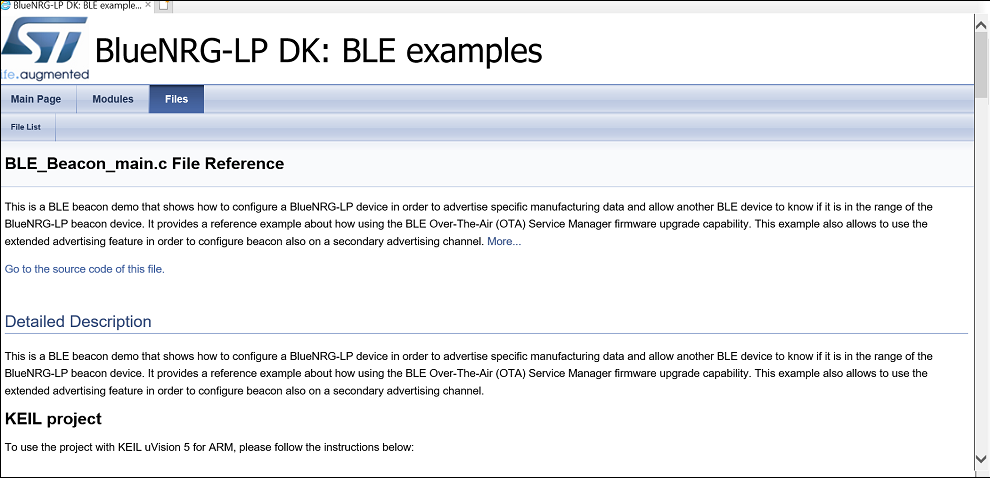 BlueNRG-LP DK: BLE example...
ST
life.augmented
BlueNRG-LP DK: BLE examples
Main Page
Modules
Files
File List
BLE_Beacon_main.c File Reference
This is a BLE beacon demo that shows how to configure a BlueNRG-LP device in order to advertise specific manufacturing data and allow another BLE device to know if it is in the range of the
BlueNRG-LP beacon device. It provides a reference example about how using the BLE Over-The-Air (OTA) Service Manager firmware upgrade capability. This example also allows to use the
extended advertising feature in order to configure beacon also on a secondary advertising channel. More...
Go to the source code of this file.
Detailed Description
This is a BLE beacon demo that shows how to configure a BlueNRG-LP device in order to advertise specific manufacturing data and allow another BLE device to know if it is in the range of the
BlueNRG-LP beacon device. It provides a reference example about how using the BLE Over-The-Air (OTA) Service Manager firmware upgrade capability. This example also allows to use the
extended advertising feature in order to configure beacon also on a secondary advertising channel.
KEIL project
To use the project with KEIL uVision 5 for ARM, please follow the instructions below: